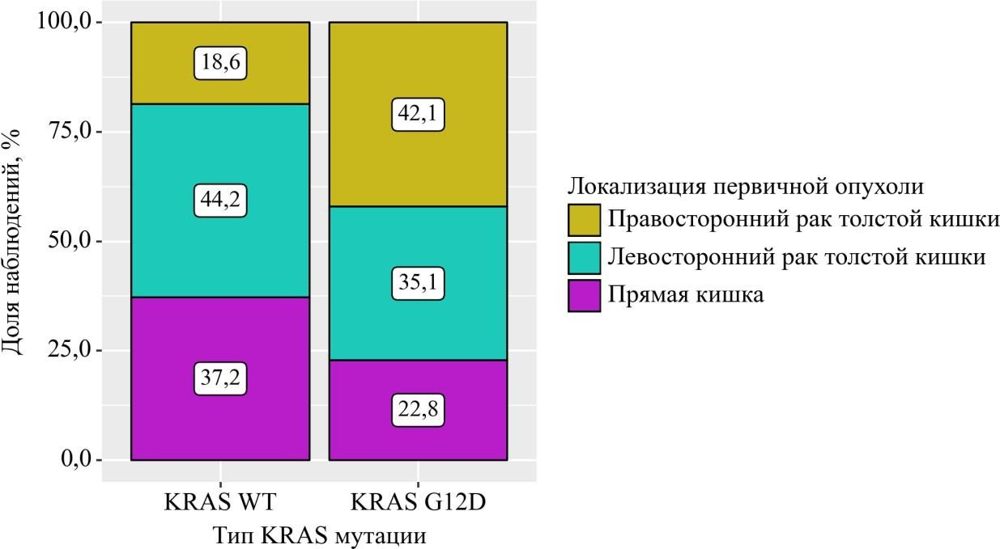 Доля наблюдений, %
100,0
75,0
50,0
25,0
0,0
18,6
44,2
37,2
42,1
35,1
22,8
KRAS WT
KRAS G12D
Тип KRAS мутации
Локализация первичной опухоли
Правосторонний рак толстой кишки
Левосторонний рак толстой кишки
Прямая кишка